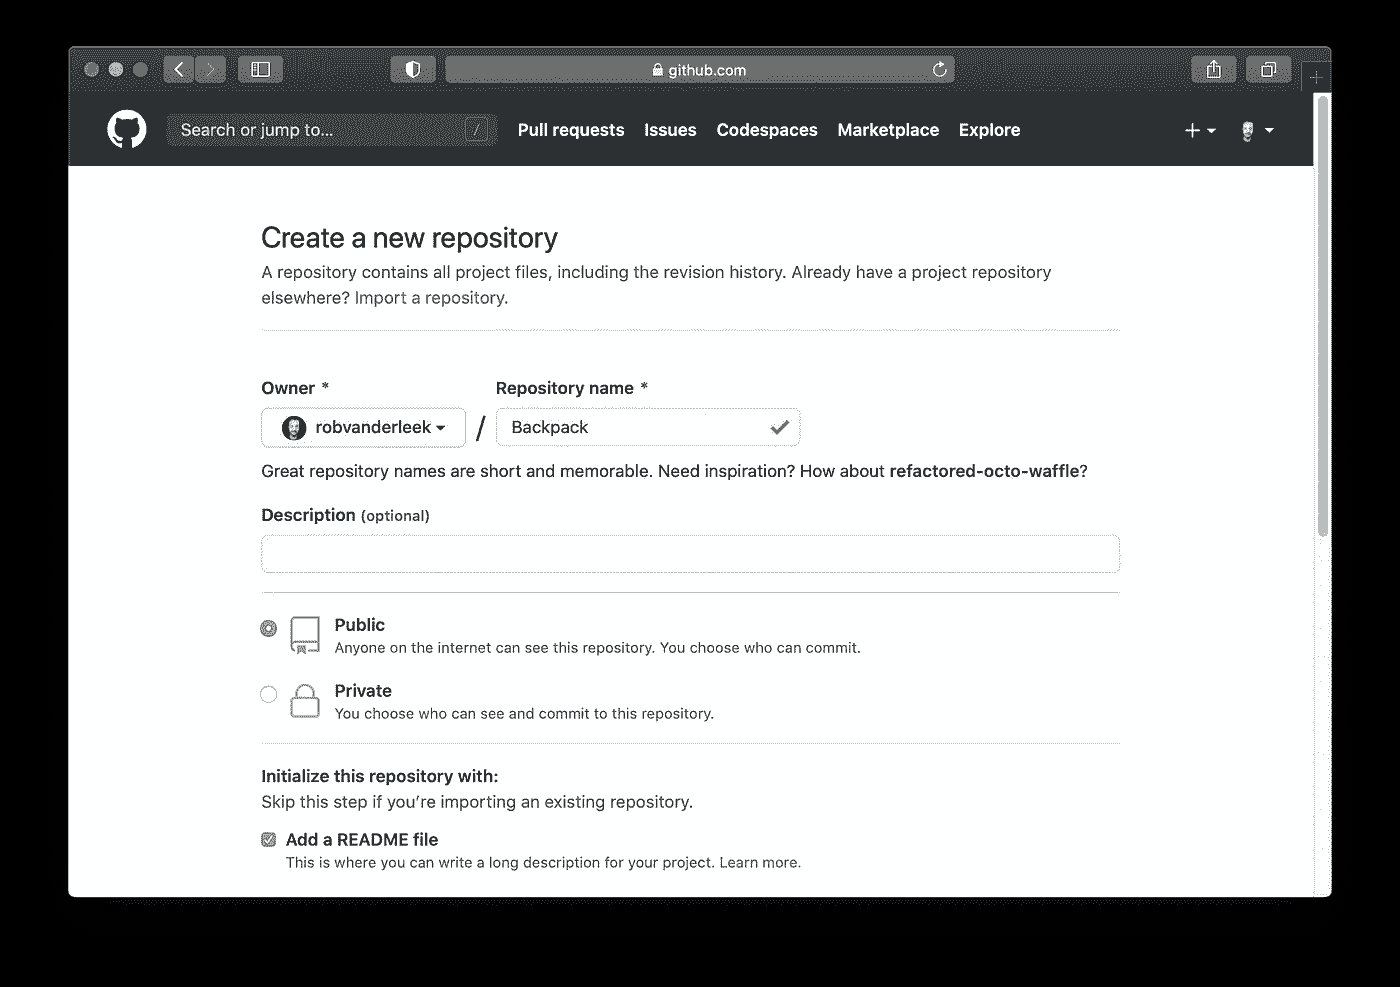 github.com
Search or jump to... /
Pull requests Issues Codespaces Marketplace Explore
Create a new repository
A repository contains all project files, including the revision history. Already have a project repository
elsewhere? Import a repository.
Owner * Repository name *
robvanderleek / Backpack
Great repository names are short and memorable. Need inspiration? How about refactored-octo-waffle?
Description (optional)
Public
Anyone on the internet can see this repository. You choose who can commit.
Private
You choose who can see and commit to this repository.
Initialize this repository with:
Skip this step if you’re importing an existing repository.
Add a README file
This is where you can write a long description for your project. Learn more.